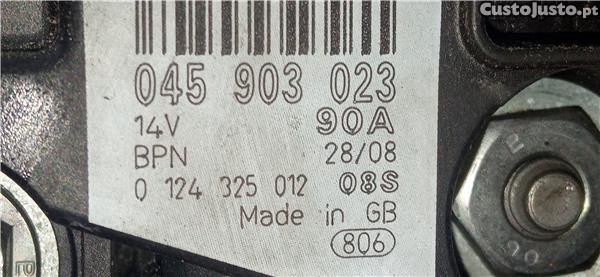 CustoJusto.pt
045 903 023
14V 90A
BPN 28/08
0 124 325 012 08S
Made in GB
806